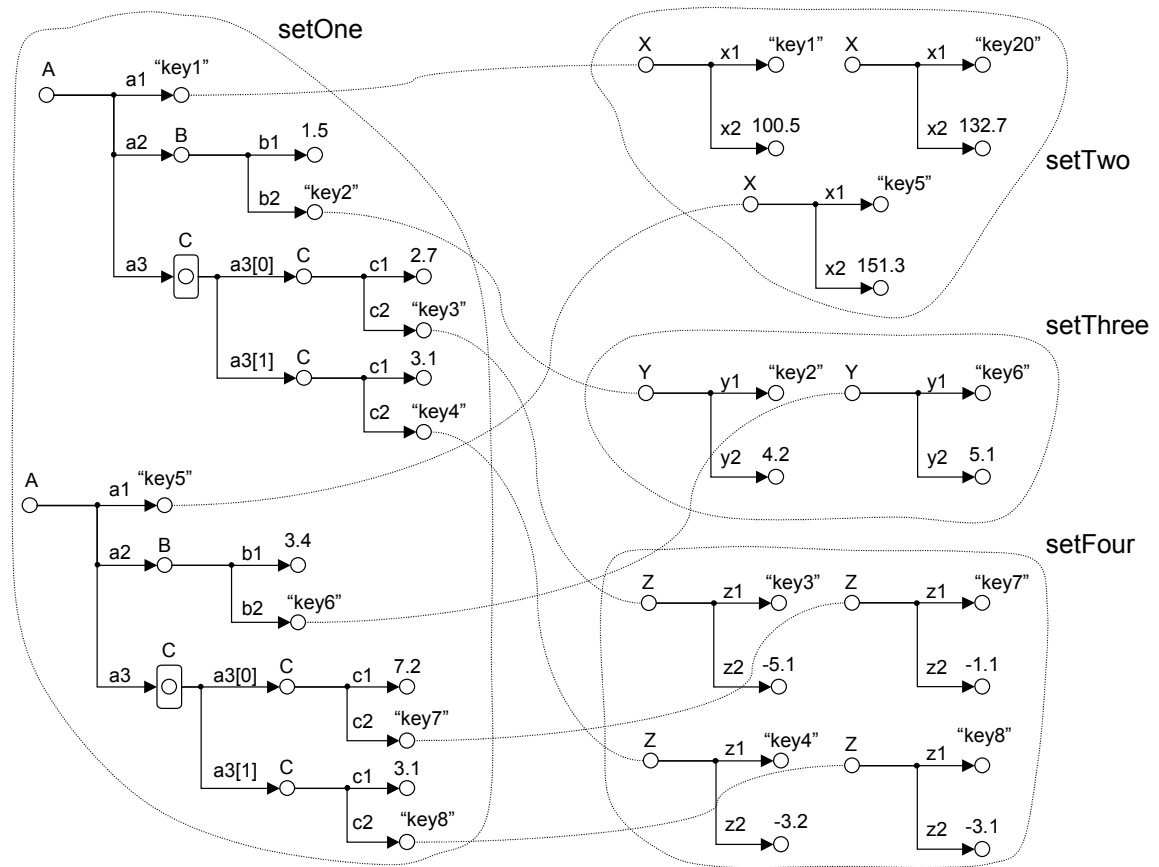 setOne
A
a1
“key1”
a2
B
b1
1.5
b2
“key2”
a3
C
a3[0]
C
c1
2.7
c2
“key3”
a3[1]
C
c1
3.1
c2
“key4”
A
a1
“key5”
a2
B
b1
3.4
b2
“key6”
a3
C
a3[0]
C
c1
7.2
c2
“key7”
a3[1]
C
c1
3.1
c2
“key8”
setTwo
X
x1
“key1”
x2
100.5
X
x1
“key20”
x2
132.7
X
x1
“key5”
x2
151.3
setThree
Y
y1
“key2”
y2
4.2
Y
y1
“key6”
y2
5.1
setFour
Z
z1
“key3”
z2
-5.1
Z
z1
“key7”
z2
-1.1
Z
z1
“key4”
z2
-3.2
Z
z1
“key8”
z2
-3.1